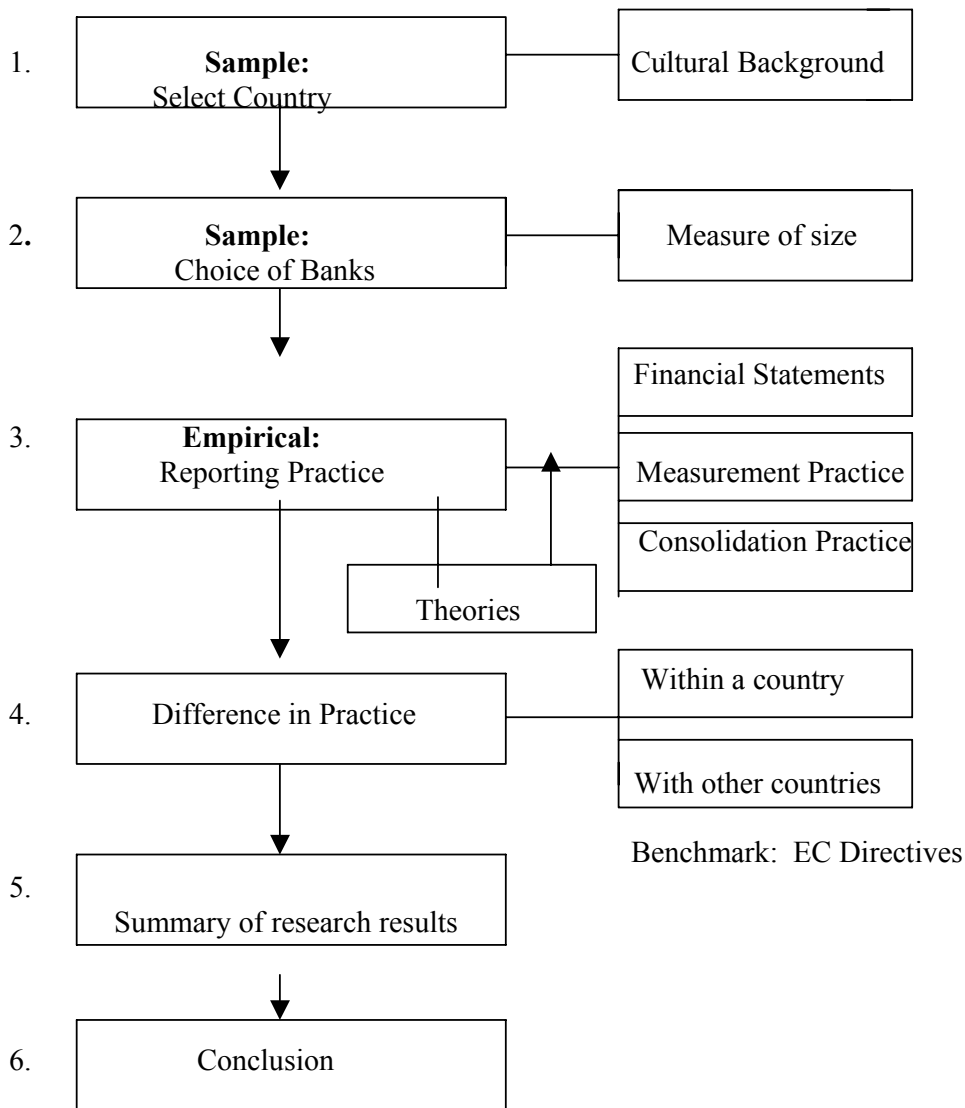 1.
Sample:
Select Country
Cultural Background
2.
Sample:
Choice of Banks
Measure of size
3.
Empirical:
Reporting Practice
Financial Statements
Measurement Practice
Consolidation Practice
Theories
4.
Difference in Practice
Within a country
With other countries
Benchmark: EC Directives
5.
Summary of research results
6.
Conclusion